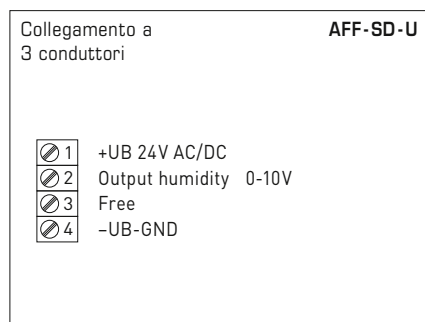 Collegamento a AFF-SD-U
3 conduttori
1 +UB 24V AC/DC
2 Output humidity 0-10V
3 Free
4 –UB-GND